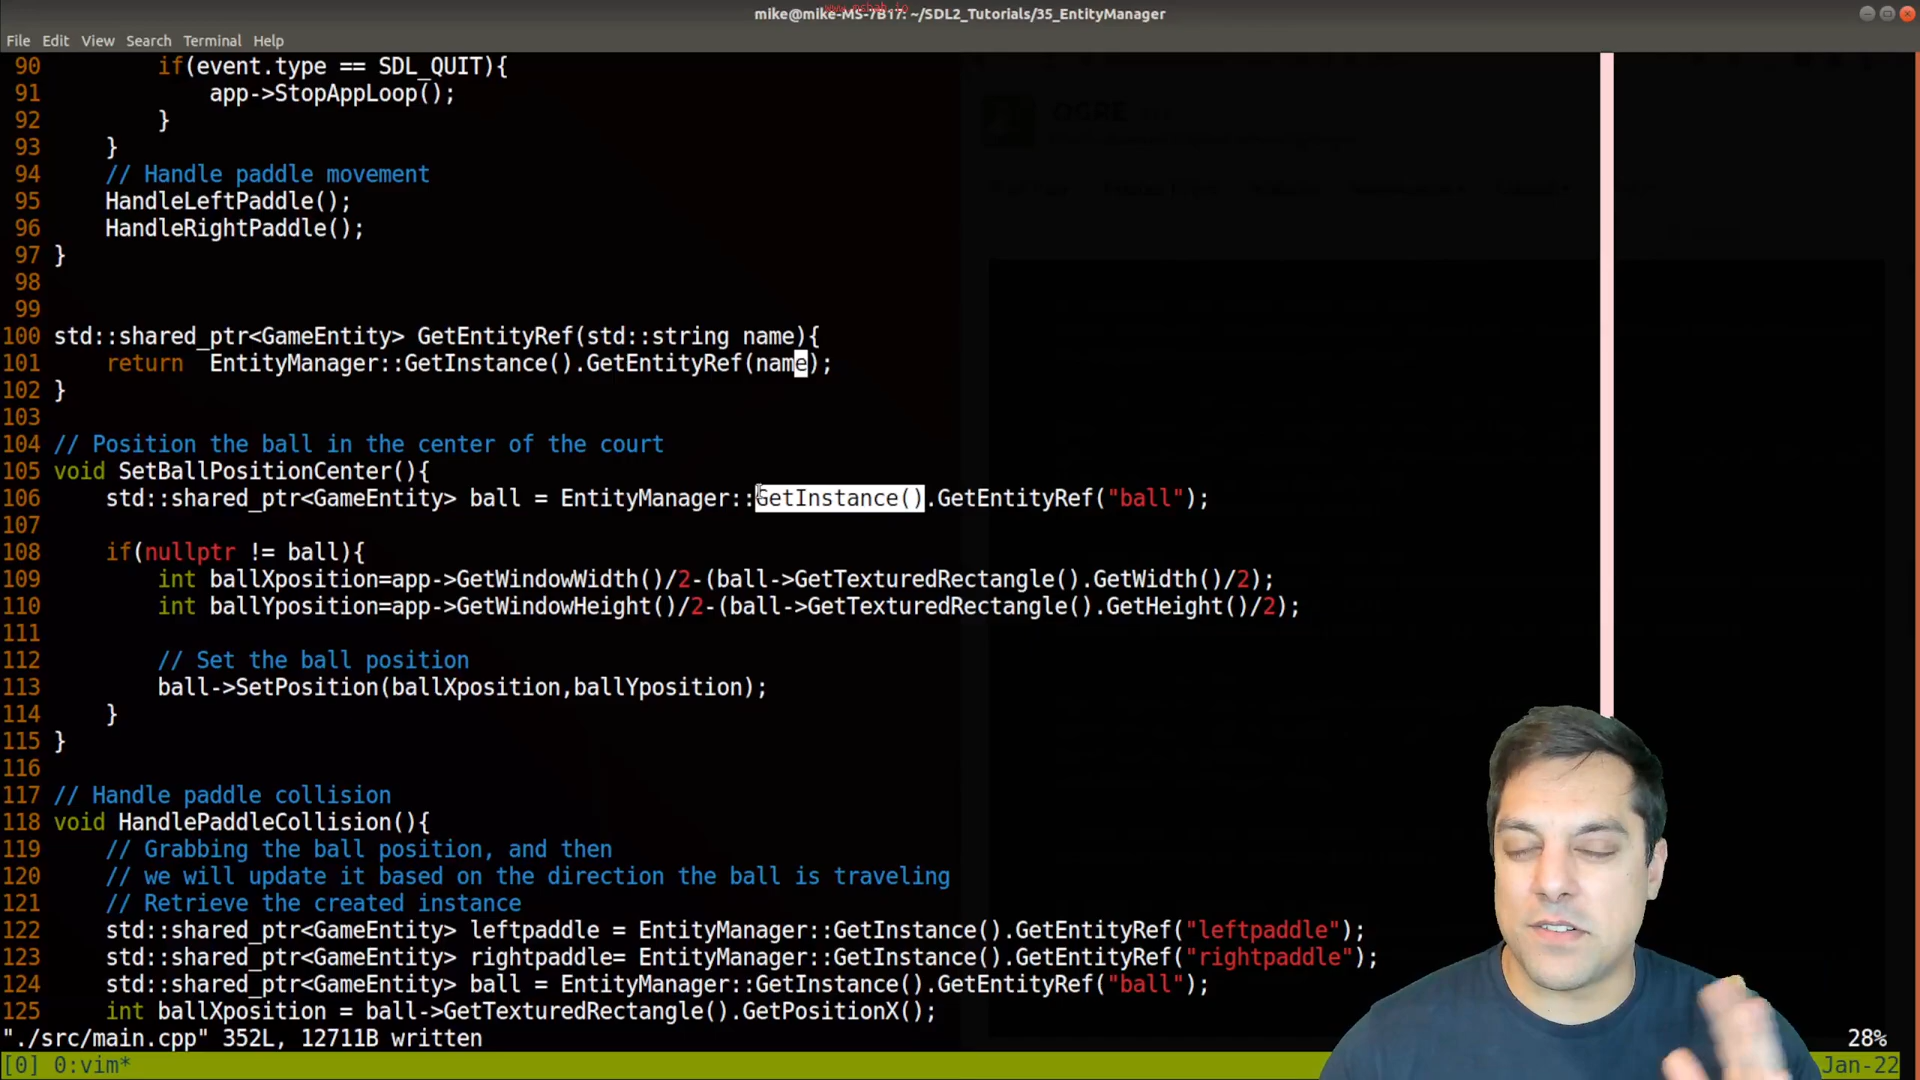 www.mshah.io
mike@mike-MS-7B17: ~/SDL2_Tutorials/35_EntityManager
File Edit View Search Terminal Help
90 if(event.type == SDL_QUIT){
91 app->StopAppLoop();
92 }
93 }
94 // Handle paddle movement
95 HandleLeftPaddle();
96 HandleRightPaddle();
97 }
98
99
100 std::shared_ptr<GameEntity> GetEntityRef(std::string name){
101 return  EntityManager::GetInstance().GetEntityRef(name);
102 }
103
104 // Position the ball in the center of the court
105 void SetBallPositionCenter(){
106 std::shared_ptr<GameEntity> ball = EntityManager::GetInstance().GetEntityRef("ball");
107
108 if(nullptr != ball){
109 int ballXposition=app->GetWindowWidth()/2-(ball->GetTexturedRectangle().GetWidth()/2);
110 int ballYposition=app->GetWindowHeight()/2-(ball->GetTexturedRectangle().GetHeight()/2);
111
112 // Set the ball position
113 ball->SetPosition(ballXposition,ballYposition);
114 }
115 }
116
117 // Handle paddle collision
118 void HandlePaddleCollision(){
119 // Grabbing the ball position, and then
120 // we will update it based on the direction the ball is traveling
121 // Retrieve the created instance
122 std::shared_ptr<GameEntity> leftpaddle = EntityManager::GetInstance().GetEntityRef("leftpaddle");
123 std::shared_ptr<GameEntity> rightpaddle= EntityManager::GetInstance().GetEntityRef("rightpaddle");
124 std::shared_ptr<GameEntity> ball = EntityManager::GetInstance().GetEntityRef("ball");
125 int ballXposition = ball->GetTexturedRectangle().GetPositionX();
"./src/main.cpp" 352L, 12711B written 28%
[0] 0:vim* Jan-22
OGRE